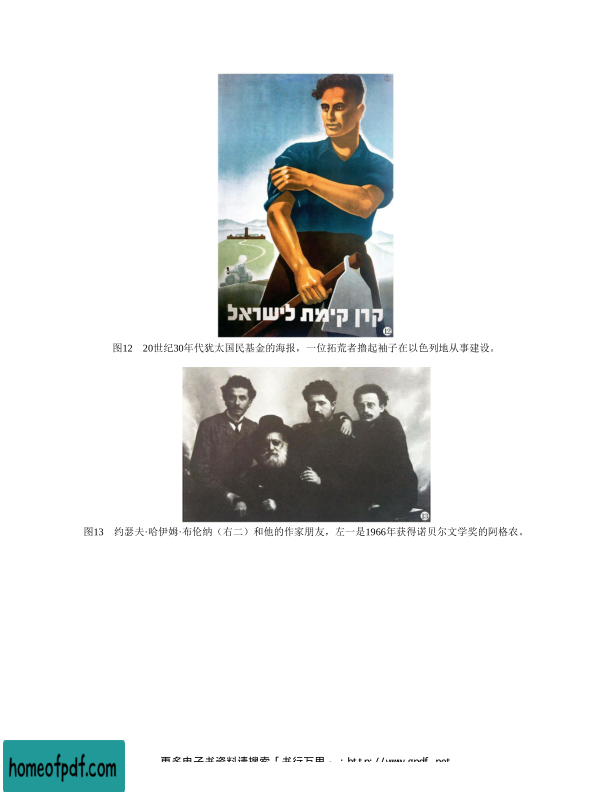 קרן קימת לישראל
12
图12 20世纪30年代犹太国民基金的海报，一位拓荒者撸起袖子在以色列地从事建设。
13
图13 约瑟夫·哈伊姆·布伦纳（右二）和他的作家朋友，左一是1966年获得诺贝尔文学奖的阿格农。
homeofpdf.com